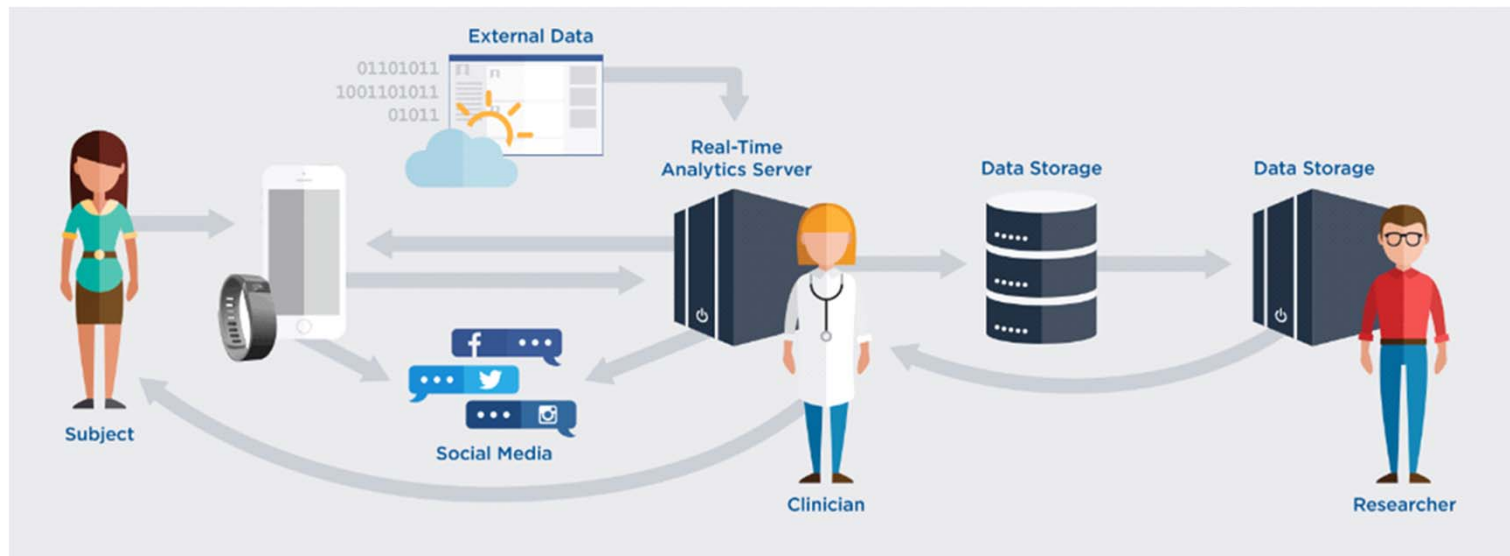 External Data
01101011
1001101011
01011
Real-Time
Analytics Server
Data Storage
Data Storage
f
Subject
Social Media
Clinician
Researcher